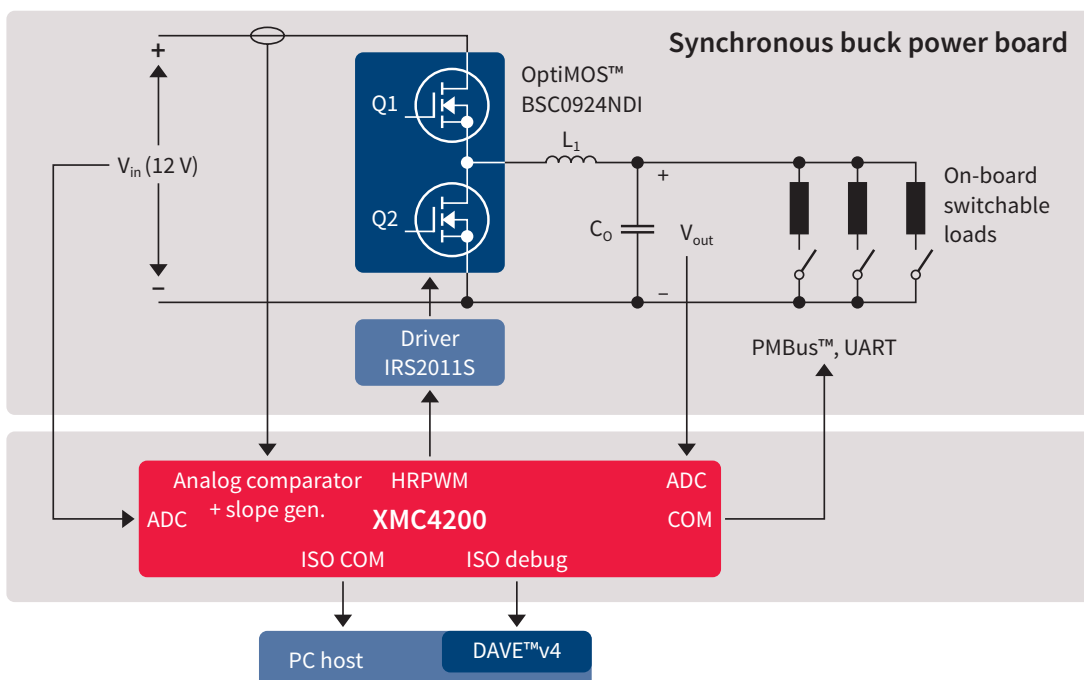 Synchronous buck power board
+
OptiMOS™
BSC0924NDI
Q1
L1
Vin (12 V)
+
On-board
switchable
loads
Q2
CO
Vout
–
–
Driver
IRS2011S
PMBus™, UART
Analog comparator
+ slope gen.
HRPWM
ADC
ADC
XMC4200
COM
ISO COM
ISO debug
PC host
DAVE™v4